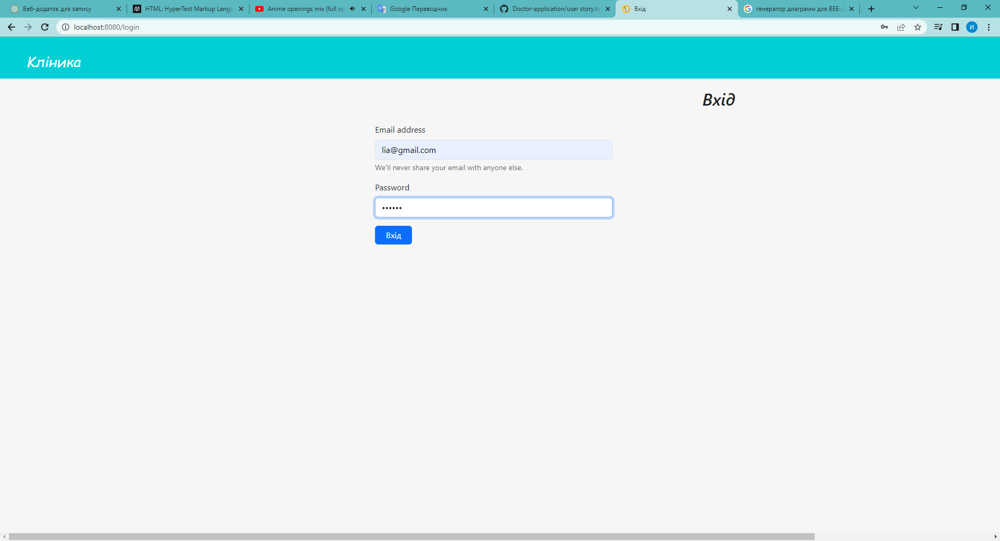 Веб-додаток для запису
HTML: HyperText Markup Langu
Anime openings mix (full op
Google Переводчик
Doctor-application/user story.tx
Вхід
генератор диаграмм для ВЕБ-
localhost:8080/login
И
Кліника
Вхід
Email address
lia@gmail.com
We'll never share your email with anyone else.
Password
••••••
Вхід